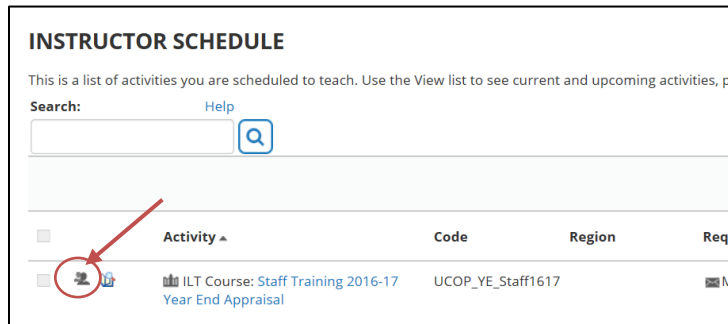 INSTRUCTOR SCHEDULE
This is a list of activities you are scheduled to teach. Use the View list to see current and upcoming activities, p
Search: Help
Activity Code Region Req
ILT Course: Staff Training 2016-17 UCOP_YE_Staff1617 M
Year End Appraisal